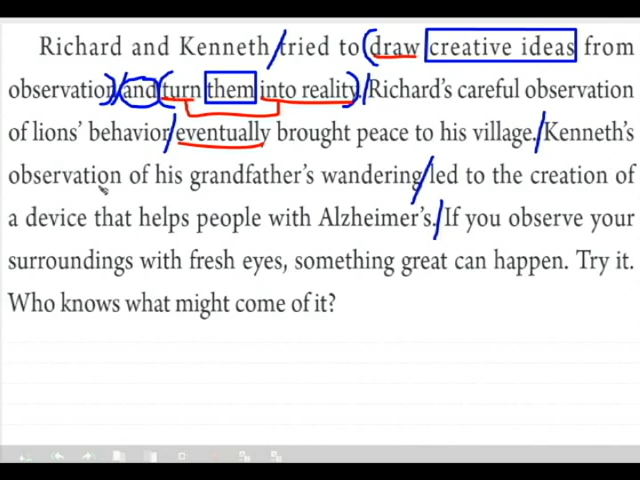 Richard and Kenneth tried to draw creative ideas from
observation and turn them into reality. Richard's careful observation
of lions' behavior eventually brought peace to his village. Kenneth's
observation of his grandfather's wandering led to the creation of
a device that helps people with Alzheimer's. If you observe your
surroundings with fresh eyes, something great can happen. Try it.
Who knows what might come of it?